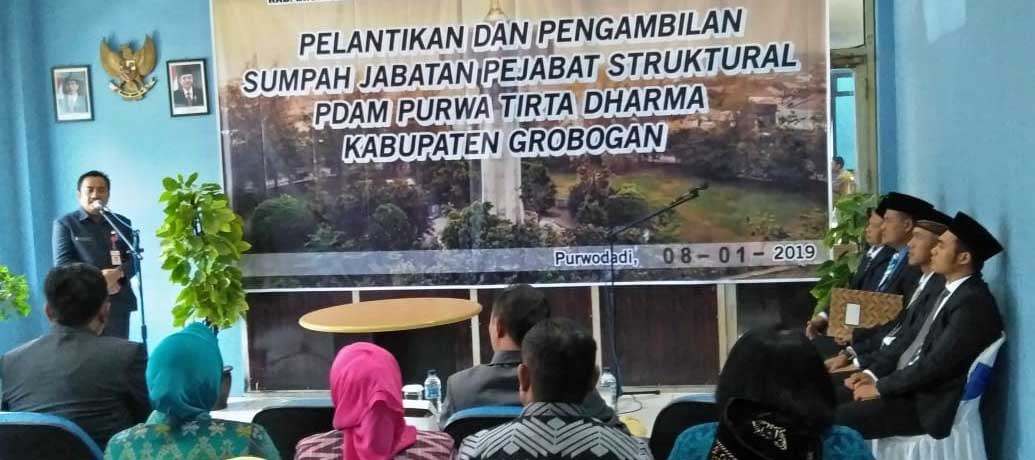 PELANTIKAN DAN PENGAMBILAN
SUMPAH JABATAN PEJABAT STRUKTURAL
PDAM PURWA TIRTA DHARMA
KABUPATEN GROBOGAN
Purwodadi, 08-01-2019